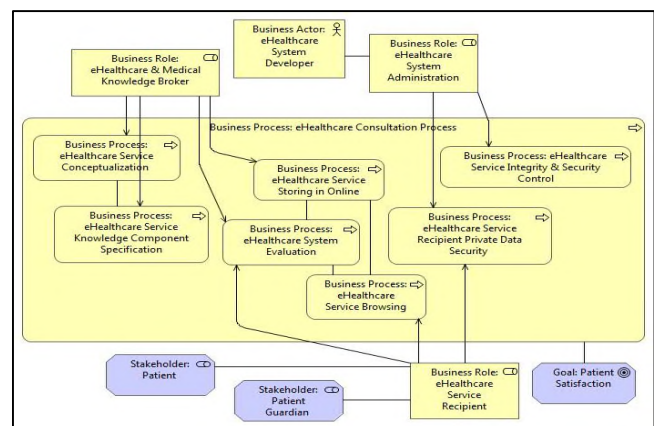 Business Actor:
eHealthcare
System
Developer
Business Role:
eHealthcare & Medical
Knowledge Broker
Business Role:
eHealthcare
System
Administration
Business Process: eHealthcare Consultation Process
Business Process:
eHealthcare Service
Conceptualization
Business Process:
eHealthcare Service
Storing in Online
Business Process: eHealthcare
Service Integrity & Security
Control
Business Process:
eHealthcare Service
Knowledge Component
Specification
Business Process:
eHealthcare System
Evaluation
Business Process:
eHealthcare Service
Recipient Private Data
Security
Business Process:
eHealthcare
Service Browsing
Stakeholder:
Patient
Stakeholder:
Patient
Guardian
Business Role:
eHealthcare
Service
Recipient
Goal: Patient
Satisfaction